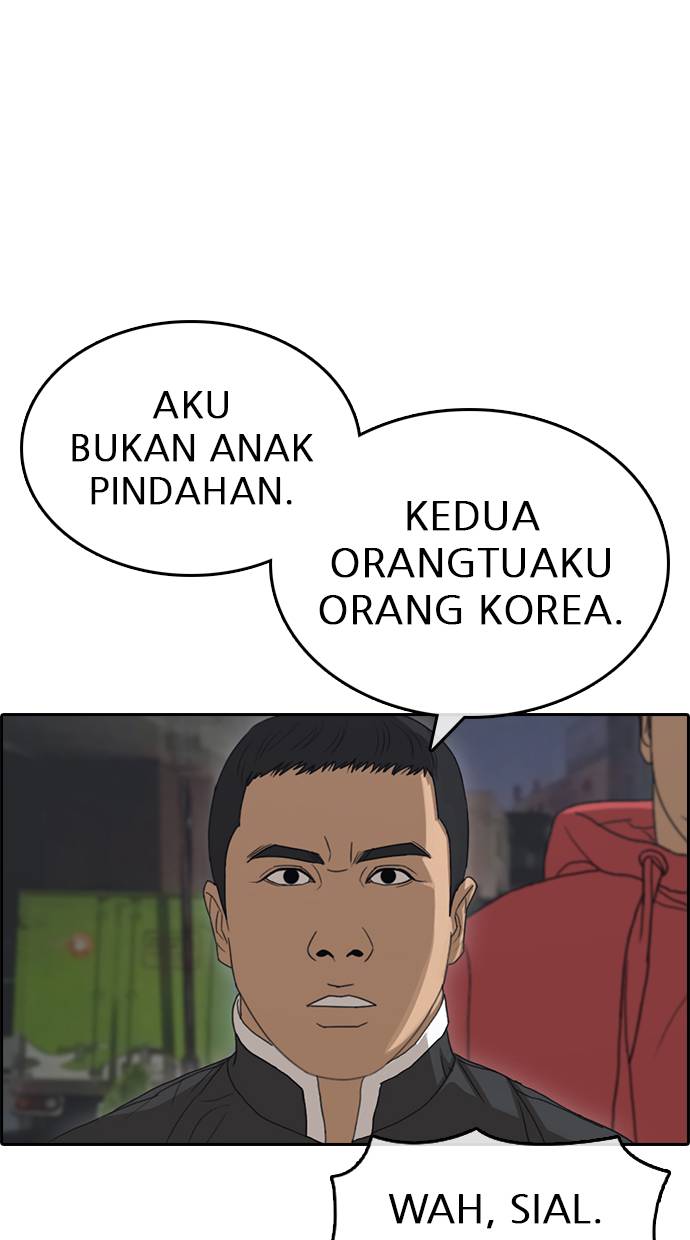 AKU
BUKAN ANAK
PINDAHAN.
KEDUA
ORANGTUAKU
ORANG KOREA.
WAH, SIAL.